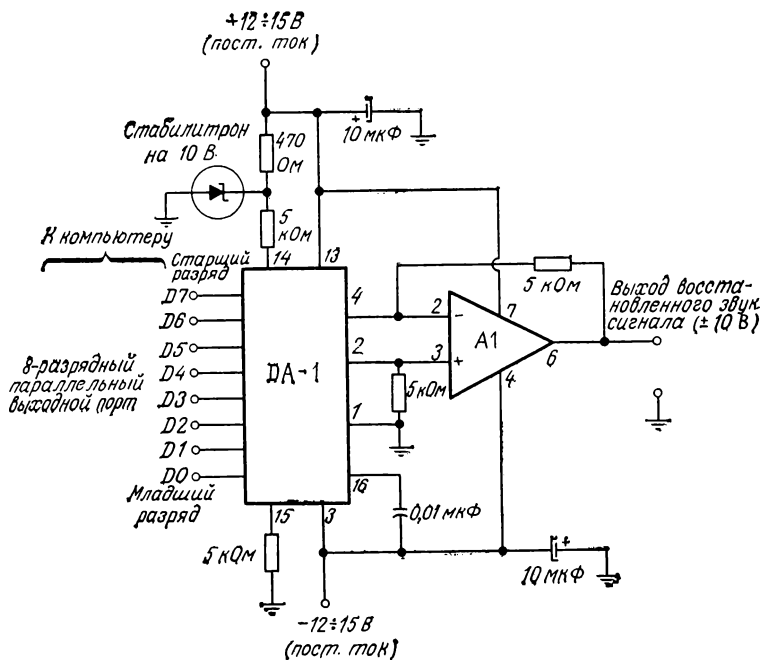 +12÷15 В
(пост. ток)
Стабилитрон
на 10 В.
470
Ом
+
10 мкФ
5
кОм
К компьютеру
Старший
разряд
14
13
D7
D6
D5
D4
D3
D2
D1
D0
8-разрядный
параллельный
выходной порт
Младший
разряд
DA-1
4
2
1
16
15
3
5 кОм
2
-
3
+
A1
7
6
4
5 кОм
Выход восста-
новленного звук.
сигнала (±10 В)
5 кОм
0,01 мкФ
+
10 мкФ
-12÷15 В
(пост. ток)